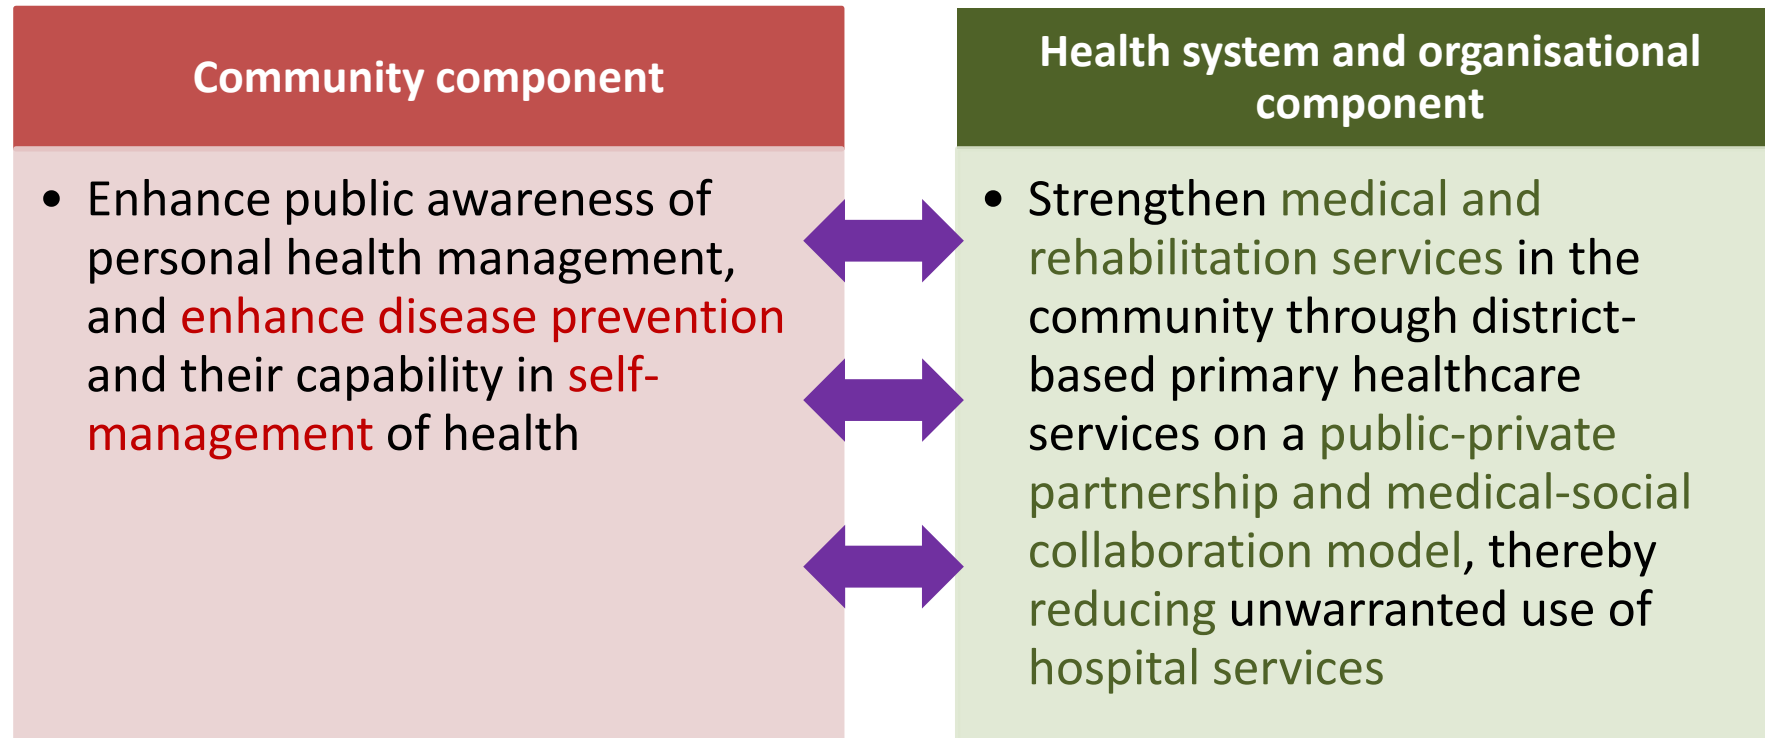 Community component
• Enhance public awareness of
personal health management,
and enhance disease prevention
and their capability in self-
management of health
Health system and organisational
component
• Strengthen medical and
rehabilitation services in the
community through district-
based primary healthcare
services on a public-private
partnership and medical-social
collaboration model, thereby
reducing unwarranted use of
hospital services